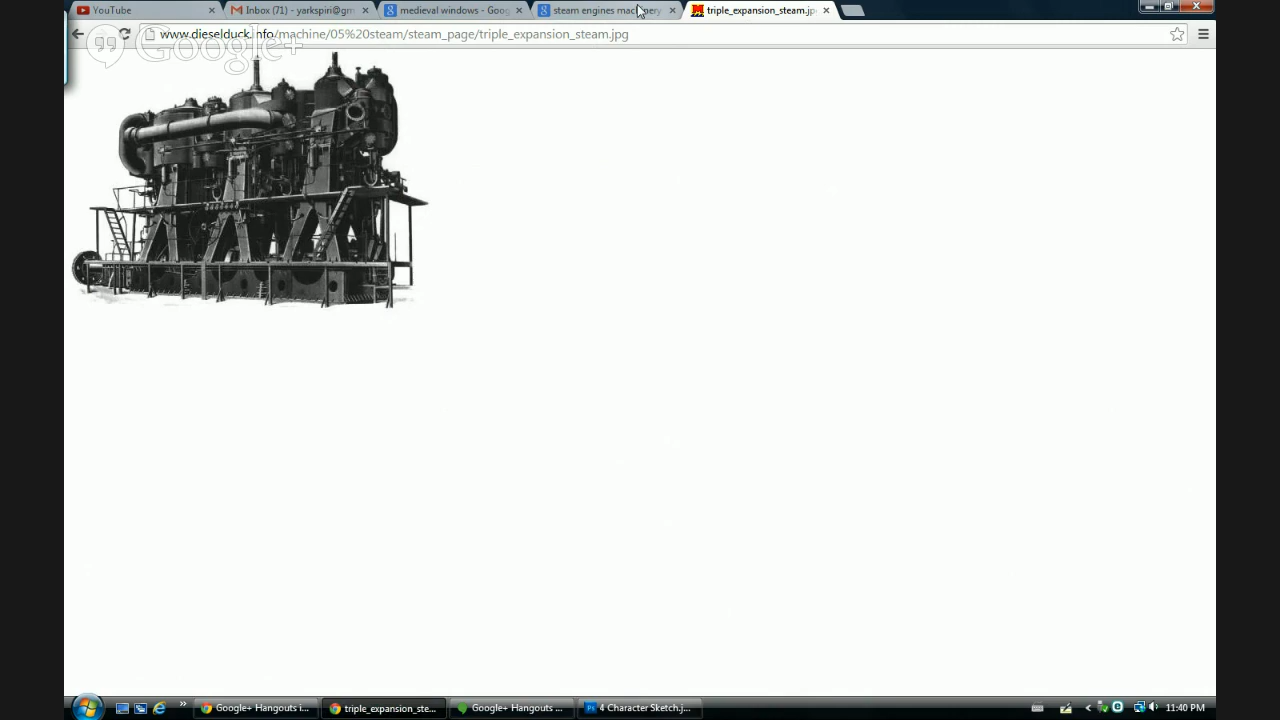 YouTube
Inbox (71) - yarkspiri@gm
medieval windows - Goo
steam engines machinery
triple_expansion_steam.jp
www.dieselduck.info/machine/05%20steam/steam_page/triple_expansion_steam.jpg
Google+
Google+ Hangouts i...
triple_expansion_ste...
Google+ Hangouts ...
4 Character Sketch.j...
11:40 PM